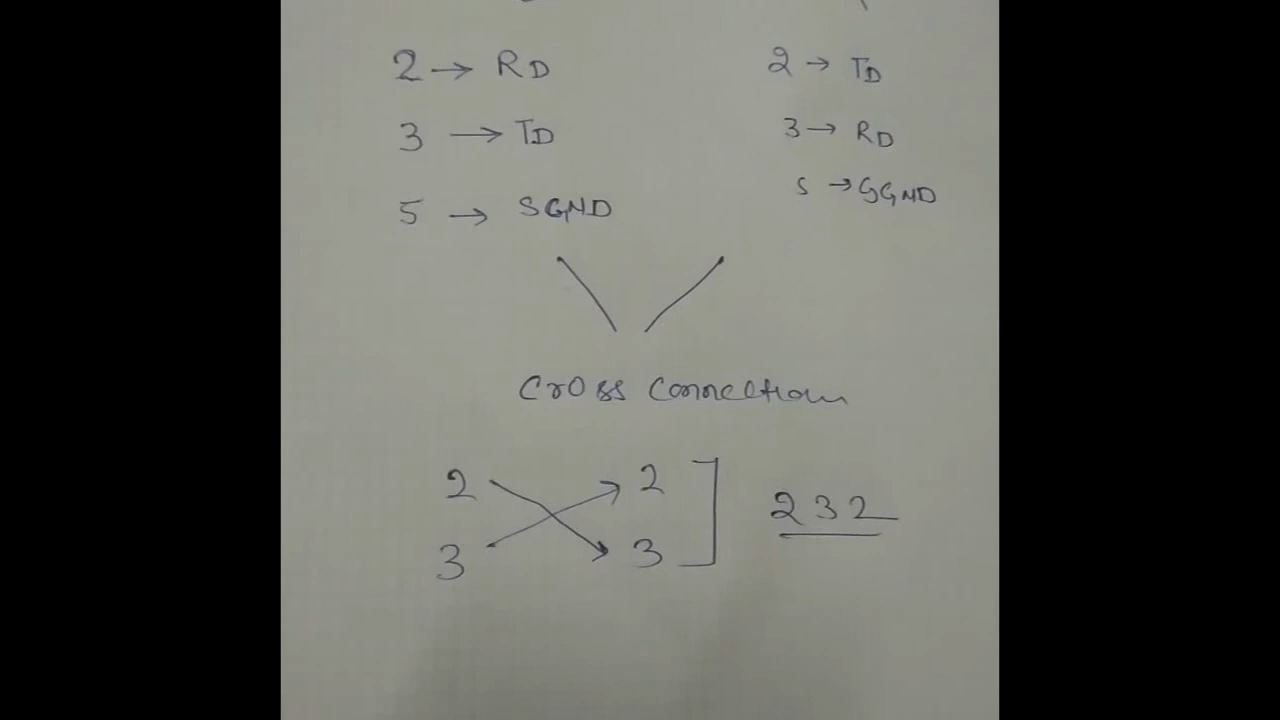 2 → RD
3 → TD
5 → SGND
2 → TD
3 → RD
5 → SGND
Cross Connection
2 2
3 3
232